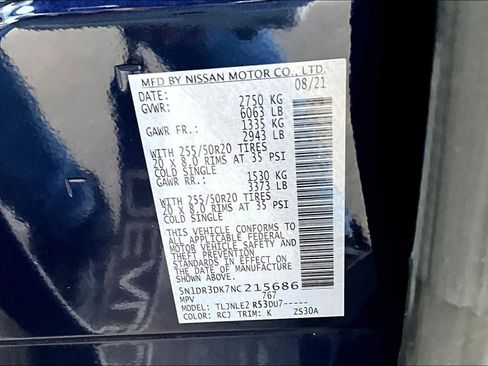 MFD BY NISSAN MOTOR CO., LTD.
DATE: 08/21
GVWR: 2750 KG
6063 LB
GAWR FR.: 1335 KG
2943 LB
WITH 255/50R20 TIRES
20 X 8.0 RIMS AT 35 PSI
COLD SINGLE
GAWR RR.: 1530 KG
3373 LB
WITH 255/50R20 TIRES
20 X 8.0 RIMS AT 35 PSI
COLD SINGLE
THIS VEHICLE CONFORMS TO
ALL APPLICABLE FEDERAL
MOTOR VEHICLE SAFETY AND
THEFT PREVENTION
STANDARDS IN EFFECT ON
THE DATE OF MANUFACTURE
SHOWN ABOVE.
5N1DR3DK7NC215686
MPV 767
MODEL: TLJNLE2 RS3DU7-----
COLOR: RCJ TRIM: K ZS30A